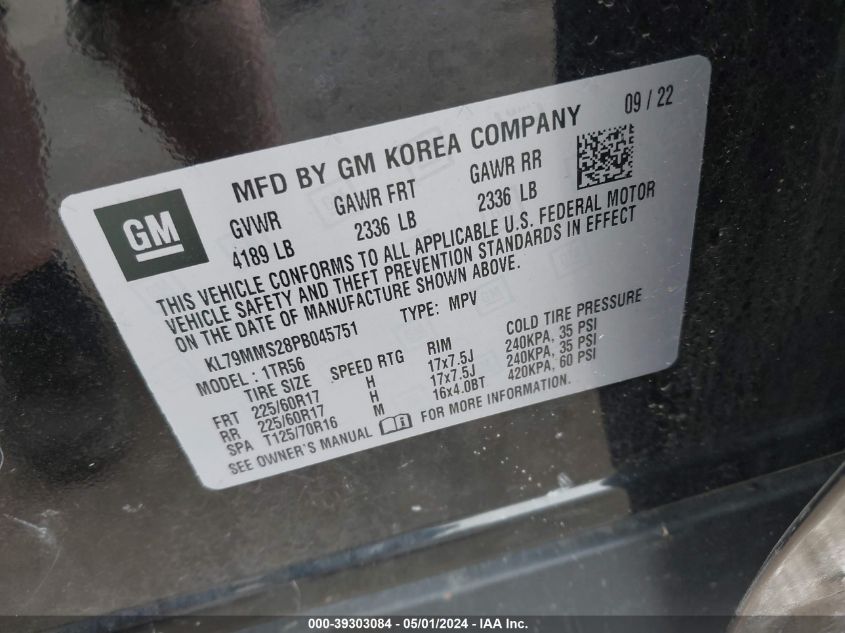 MFD BY GM KOREA COMPANY 09 / 22
GM
GVWR GAWR FRT GAWR RR
4189 LB 2336 LB 2336 LB
THIS VEHICLE CONFORMS TO ALL APPLICABLE U.S. FEDERAL MOTOR
VEHICLE SAFETY AND THEFT PREVENTION STANDARDS IN EFFECT
ON THE DATE OF MANUFACTURE SHOWN ABOVE.
KL79MMS28PB045751 TYPE: MPV
MODEL: 1TR56
TIRE SIZE SPEED RTG RIM COLD TIRE PRESSURE
FRT 225/60R17 H 17x7.5J 240KPA, 35 PSI
RR 225/60R17 H 17x7.5J 240KPA, 35 PSI
SPA T125/70R16 M 16x4.0BT 420KPA, 60 PSI
SEE OWNER'S MANUAL FOR MORE INFORMATION.
000-39303084 - 05/01/2024 - IAA Inc.